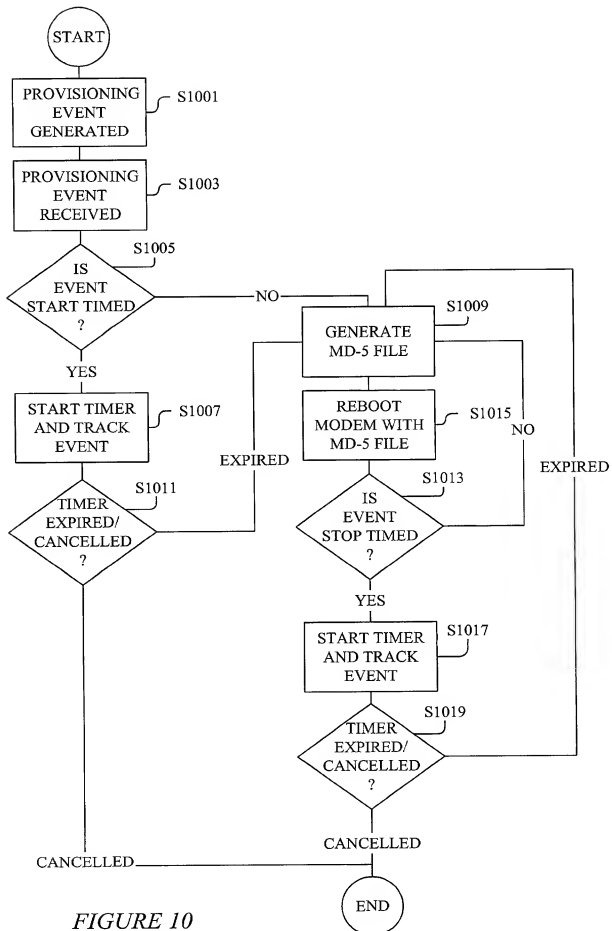 START
PROVISIONING
EVENT
GENERATED
S1001
PROVISIONING
EVENT
RECEIVED
S1003
S1005
IS
EVENT
START TIMED
?
NO
YES
START TIMER
AND TRACK
EVENT
S1007
S1011
TIMER
EXPIRED/
CANCELLED
?
EXPIRED
CANCELLED
S1009
GENERATE
MD-5 FILE
REBOOT
MODEM WITH
MD-5 FILE
S1015
S1013
IS
EVENT
STOP TIMED
?
NO
EXPIRED
YES
START TIMER
AND TRACK
EVENT
S1017
S1019
TIMER
EXPIRED/
CANCELLED
?
CANCELLED
END
FIGURE 10